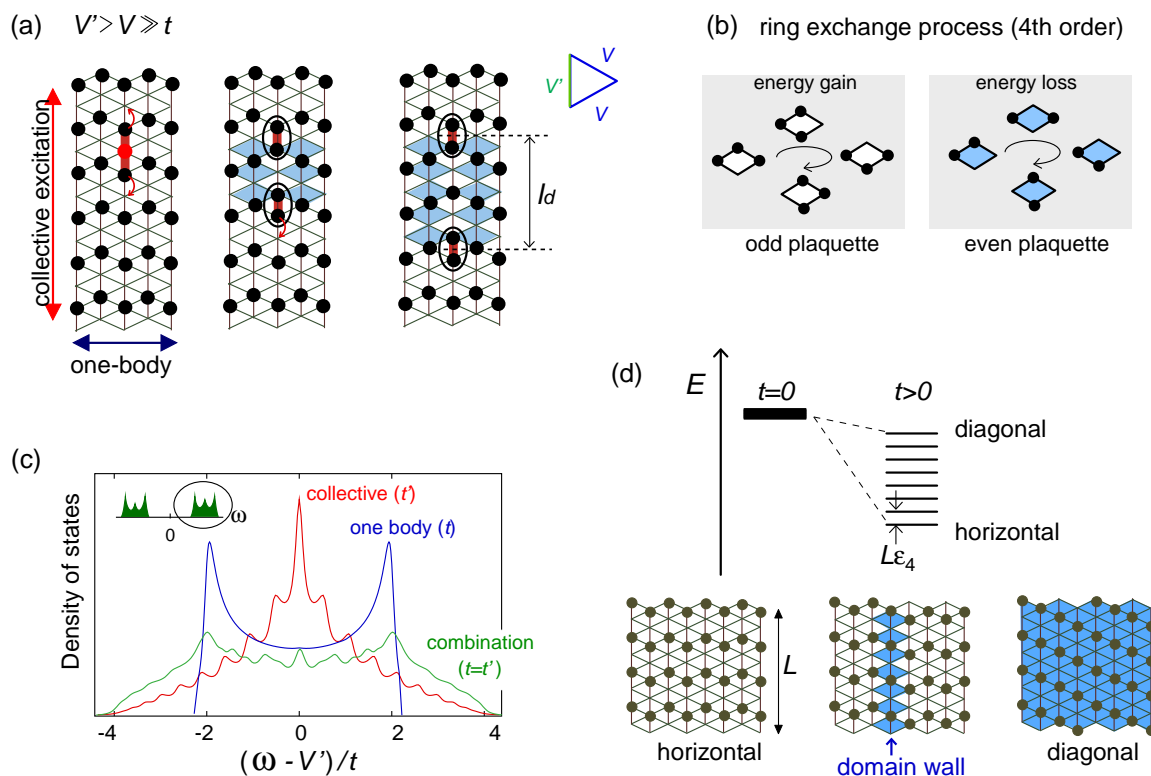 (a)
V'> V ≫ t
collective excitation
one-body
l_d
V'
V
V
(b) ring exchange process (4th order)
energy gain
energy loss
odd plaquette
even plaquette
(c)
Density of states
collective (t')
one body (t)
combination
(t=t')
0
ω
-4
-2
0
2
4
(ω - V')/t
(d)
E
t=0
t>0
diagonal
horizontal
Lε₄
L
horizontal
domain wall
diagonal